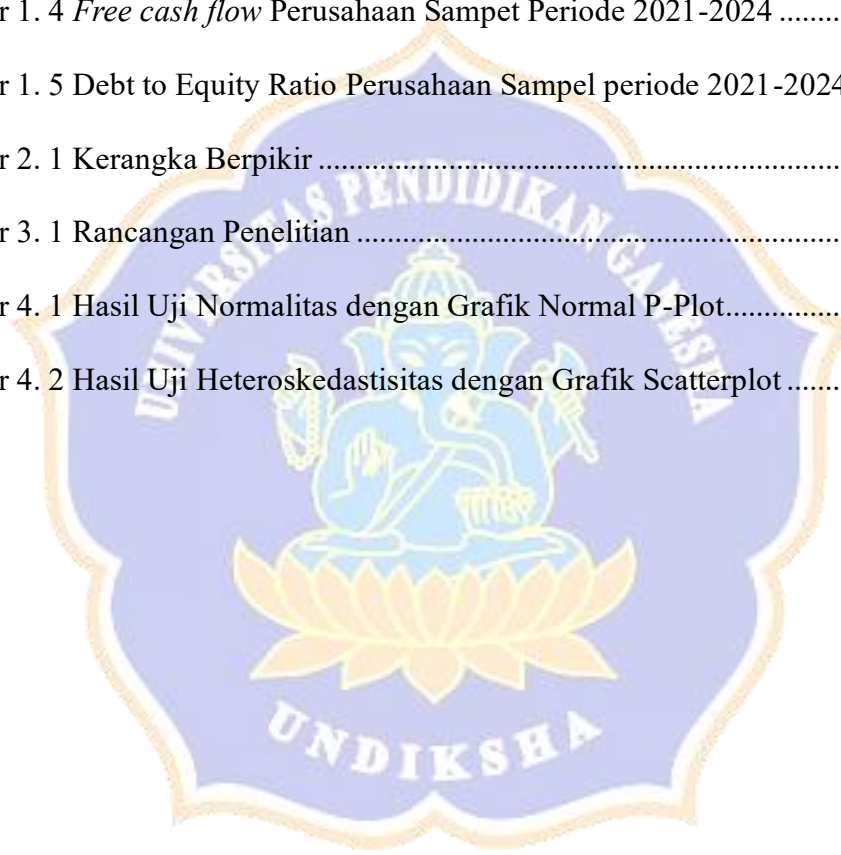 r 1. 4 Free cash flow Perusahaan Sampet Periode 2021-2024 ........
r 1. 5 Debt to Equity Ratio Perusahaan Sampel periode 2021-2024
r 2. 1 Kerangka Berpikir ....................................................................
r 3. 1 Rancangan Penelitian ...............................................................
r 4. 1 Hasil Uji Normalitas dengan Grafik Normal P-Plot...............
r 4. 2 Hasil Uji Heteroskedastisitas dengan Grafik Scatterplot .......
UNIVERSITAS PENDIDIKAN GANESHA
UNDIKSHA